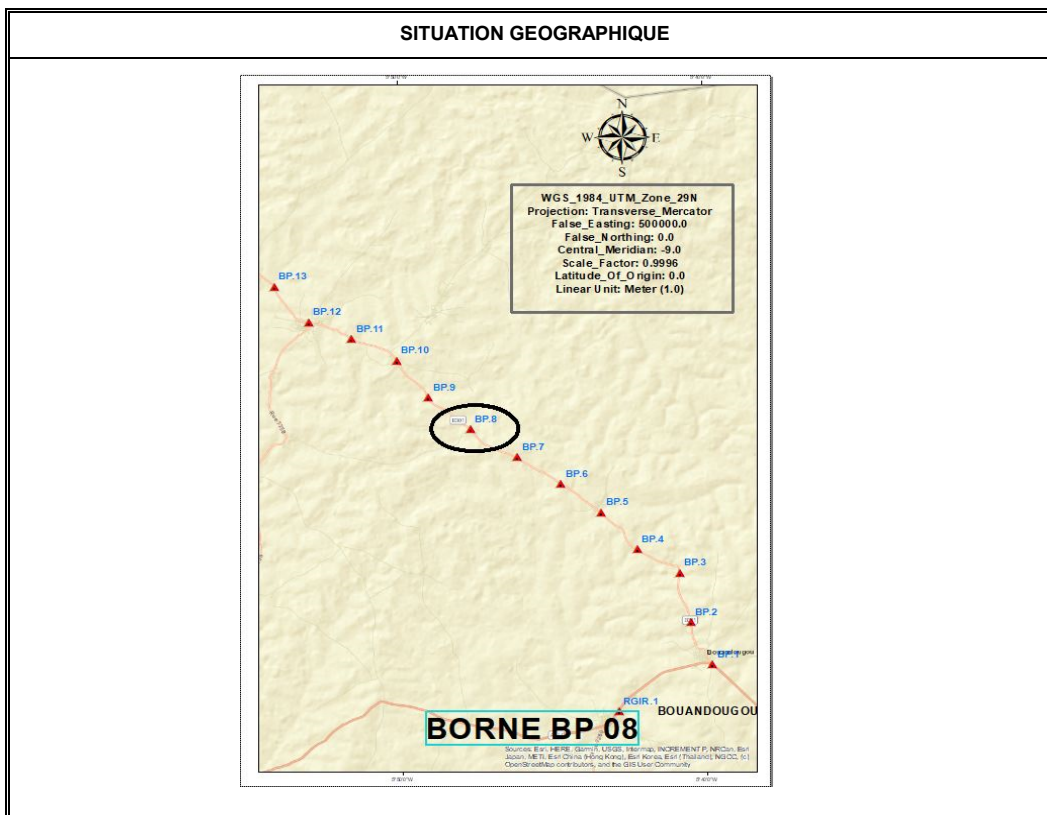 SITUATION GEOGRAPHIQUE
N
W E
S
WGS_1984_UTM_Zone_29N
Projection: Transverse_Mercator
False_Easting: 500000.0
False_Northing: 0.0
Central_Meridian: -9.0
Scale_Factor: 0.9996
Latitude_Of_Origin: 0.0
Linear Unit: Meter (1.0)
BP.13
BP.12
BP.11
BP.10
BP.9
BP.8
BP.7
BP.6
BP.5
BP.4
BP.3
BP.2
BP.1
RGIR.1
BOUANDOUGOU
BORNE BP 08
Sources: Esri, HERE, Garmin, USGS, Intermap, INCREMENT P, NRCan, Esri
Japan, METI, Esri China (Hong Kong), Esri Korea, Esri (Thailand), NGCC, (c)
OpenStreetMap contributors, and the GIS User Community